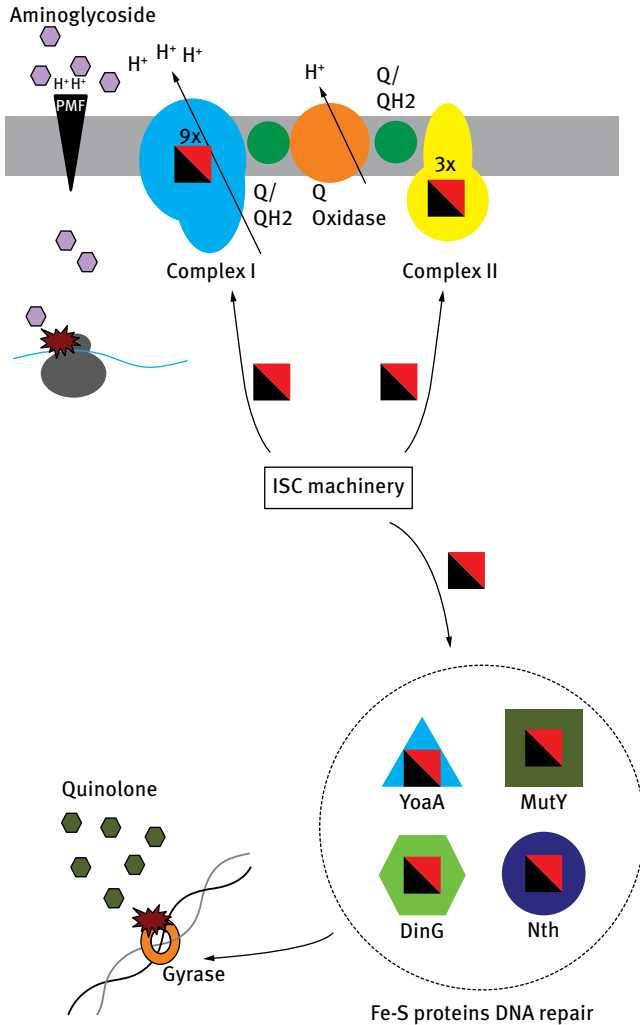 Aminoglycoside
H⁺ H⁺ H⁺
H⁺ H⁺
PMF
9x
H⁺
Q/
QH2
3x
Q/
QH2
Q
Oxidase
Complex I
Complex II
ISC machinery
YoaA
MutY
DinG
Nth
Fe-S proteins DNA repair
Quinolone
Gyrase